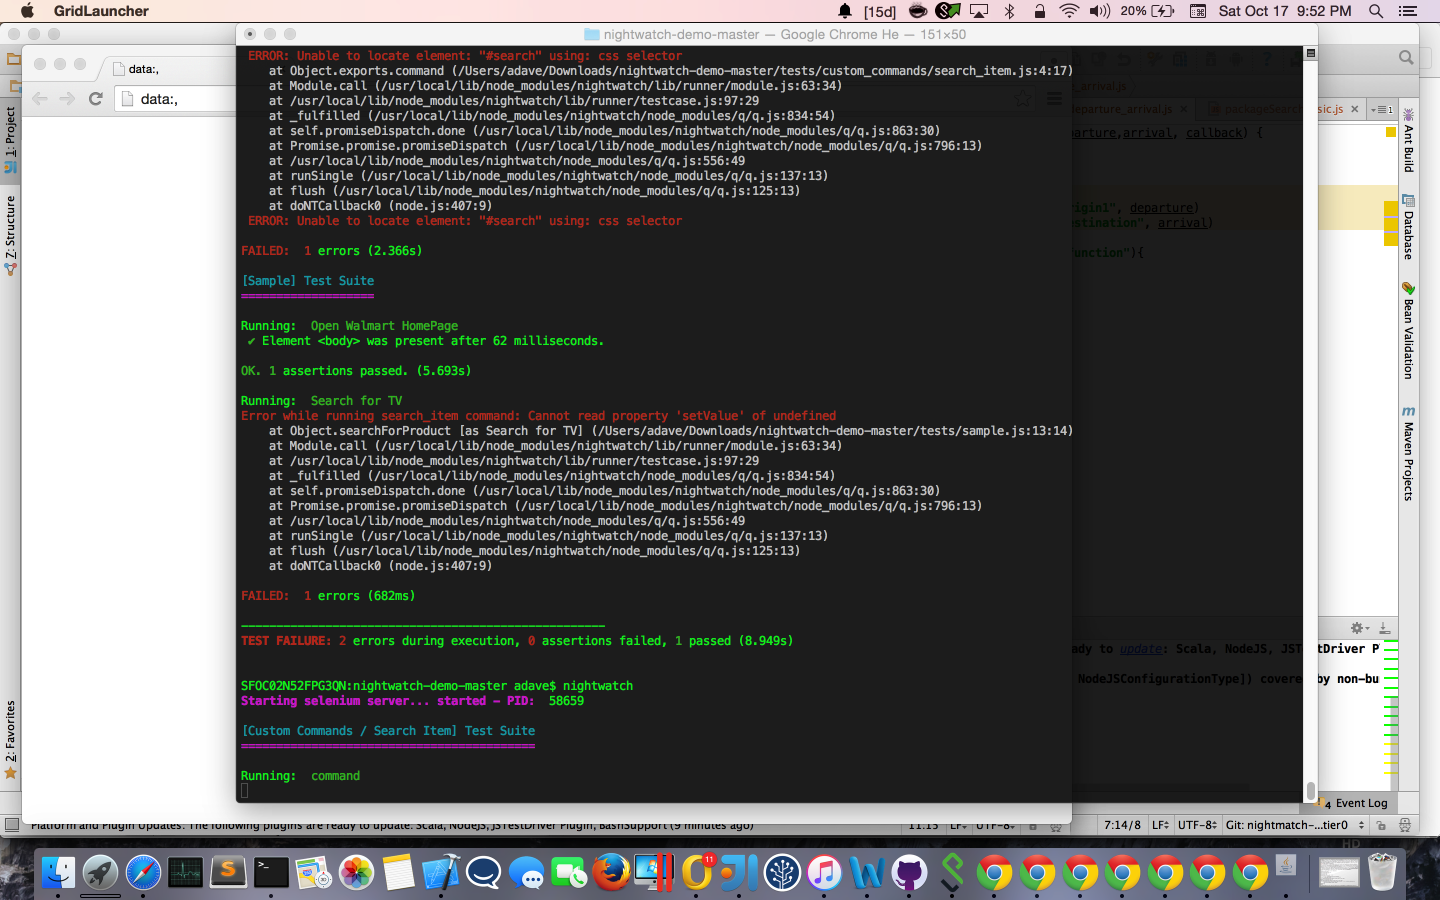 GridLauncher
[15d]
20%
Sat Oct 17 9:52 PM
nightwatch-demo-master — Google Chrome He — 151×50
data:,
data:,
ERROR: Unable to locate element: "#search" using: css selector
at Object.exports.command (/Users/adave/Downloads/nightwatch-demo-master/tests/custom_commands/search_item.js:4:17)
at Module.call (/usr/local/lib/node_modules/nightwatch/lib/runner/module.js:63:34)
at /usr/local/lib/node_modules/nightwatch/lib/runner/testcase.js:97:29
at _fulfilled (/usr/local/lib/node_modules/nightwatch/node_modules/q/q.js:834:54)
at self.promiseDispatch.done (/usr/local/lib/node_modules/nightwatch/node_modules/q/q.js:863:30)
at Promise.promise.promiseDispatch (/usr/local/lib/node_modules/nightwatch/node_modules/q/q.js:796:13)
at /usr/local/lib/node_modules/nightwatch/node_modules/q/q.js:556:49
at runSingle (/usr/local/lib/node_modules/nightwatch/node_modules/q/q.js:137:13)
at flush (/usr/local/lib/node_modules/nightwatch/node_modules/q/q.js:125:13)
at doNTCallback0 (node.js:407:9)
ERROR: Unable to locate element: "#search" using: css selector
FAILED: 1 errors (2.366s)
[Sample] Test Suite
===================
Running: Open Walmart HomePage
✔ Element <body> was present after 62 milliseconds.
OK. 1 assertions passed. (5.693s)
Running: Search for TV
Error while running search_item command: Cannot read property 'setValue' of undefined
at Object.searchForProduct [as Search for TV] (/Users/adave/Downloads/nightwatch-demo-master/tests/sample.js:13:14)
at Module.call (/usr/local/lib/node_modules/nightwatch/lib/runner/module.js:63:34)
at /usr/local/lib/node_modules/nightwatch/lib/runner/testcase.js:97:29
at _fulfilled (/usr/local/lib/node_modules/nightwatch/node_modules/q/q.js:834:54)
at self.promiseDispatch.done (/usr/local/lib/node_modules/nightwatch/node_modules/q/q.js:863:30)
at Promise.promise.promiseDispatch (/usr/local/lib/node_modules/nightwatch/node_modules/q/q.js:796:13)
at /usr/local/lib/node_modules/nightwatch/node_modules/q/q.js:556:49
at runSingle (/usr/local/lib/node_modules/nightwatch/node_modules/q/q.js:137:13)
at flush (/usr/local/lib/node_modules/nightwatch/node_modules/q/q.js:125:13)
at doNTCallback0 (node.js:407:9)
FAILED: 1 errors (682ms)
TEST FAILURE: 2 errors during execution, 0 assertions failed, 1 passed (8.949s)
SFOC02N52FPG3QN:nightwatch-demo-master adave$ nightwatch
Starting selenium server... started - PID: 58659
[Custom Commands / Search Item] Test Suite
==========================================
Running: command
_arrival.js
departure_arrival.js
packageSearch
sic.js
parture,arrival, callback) {
igin1", departure)
stination", arrival)
unction"){
ady to update: Scala, NodeJS, JSTestDriver P
NodeJSConfigurationType]) covered by non-bu
1: Project
Z: Structure
2: Favorites
Ant Build
Database
Bean Validation
m
Maven Projects
4 Event Log
Platform and Plugin Updates: The following plugins are ready to update: Scala, NodeJS, JSTestDriver Plugin, BashSupport (9 minutes ago)
11:13 LF UTF-8
7:14/8 LF UTF-8 Git: nightmatch-...tier0
HD
11